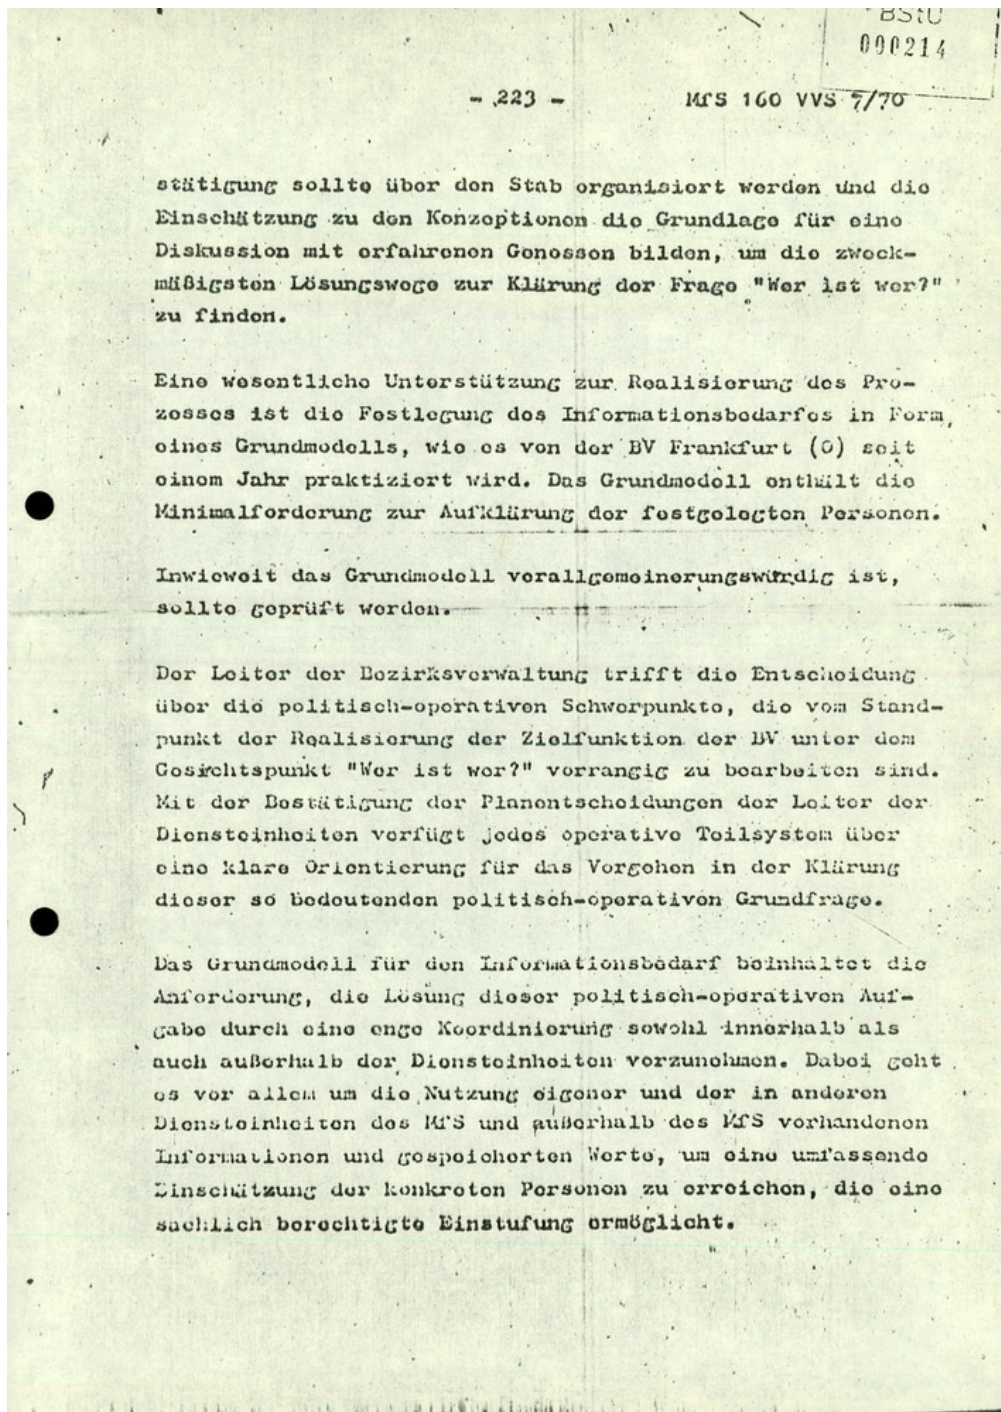 BStU
000214
- 223 -
MfS 160 VVS 7/70
stätigung sollte über den Stab organisiert werden und die
Einschätzung zu den Konzeptionen die Grundlage für eine
Diskussion mit erfahrenen Genossen bilden, um die zweck-
mäßigsten Lösungswege zur Klärung der Frage "Wer ist wer?"
zu finden.
Eine wesentliche Unterstützung zur Realisierung des Pro-
zesses ist die Festlegung des Informationsbedarfes in Form
eines Grundmodells, wie es von der BV Frankfurt (O) seit
einem Jahr praktiziert wird. Das Grundmodell enthält die
Minimalforderung zur Aufklärung der festgelegten Personen.
Inwieweit das Grundmodell verallgemeinerungswürdig ist,
sollte geprüft werden.
Der Leiter der Bezirksverwaltung trifft die Entscheidung
über die politisch-operativen Schwerpunkte, die vom Stand-
punkt der Realisierung der Zielfunktion der BV unter dem
Gesichtspunkt "Wer ist wer?" vorrangig zu bearbeiten sind.
Mit der Bestätigung der Planentscheidungen der Leiter der
Diensteinheiten verfügt jedes operative Teilsystem über
eine klare Orientierung für das Vorgehen in der Klärung
dieser so bedeutenden politisch-operativen Grundfrage.
Das Grundmodell für den Informationsbedarf beinhaltet die
Anforderung, die Lösung dieser politisch-operativen Auf-
gabe durch eine enge Koordinierung sowohl innerhalb als
auch außerhalb der Diensteinheiten vorzunehmen. Dabei geht
es vor allem um die Nutzung eigener und der in anderen
Diensteinheiten des MfS und außerhalb des MfS vorhandenen
Informationen und gespeicherten Werte, um eine umfassende
Einschätzung der konkreten Personen zu erreichen, die eine
sachlich berechtigte Einstufung ermöglicht.